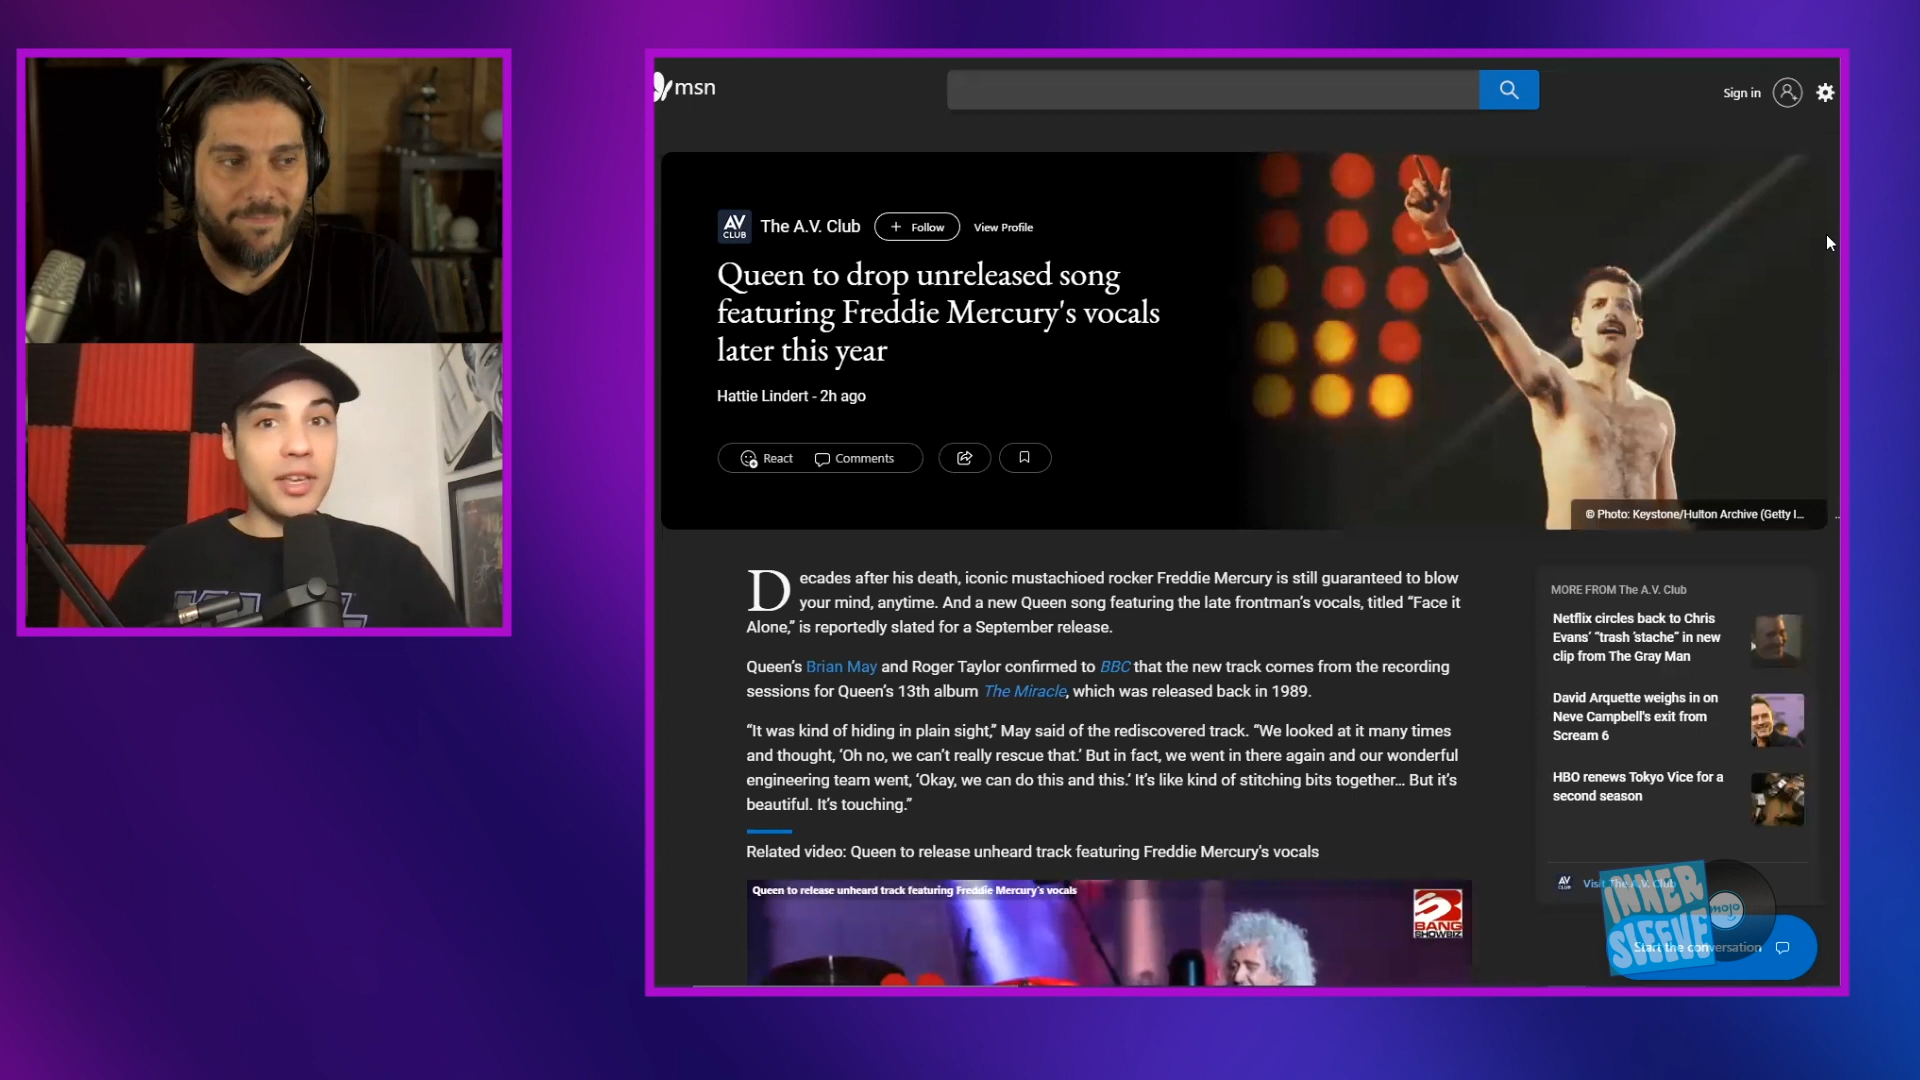 msn
Sign in
AV
CLUB
The A.V. Club
+ Follow
View Profile
Queen to drop unreleased song
featuring Freddie Mercury's vocals
later this year
Hattie Lindert - 2h ago
React
Comments
© Photo: Keystone/Hulton Archive (Getty I...
Decades after his death, iconic mustachioed rocker Freddie Mercury is still guaranteed to blow
your mind, anytime. And a new Queen song featuring the late frontman's vocals, titled “Face it
Alone,” is reportedly slated for a September release.
Queen's Brian May and Roger Taylor confirmed to BBC that the new track comes from the recording
sessions for Queen's 13th album The Miracle, which was released back in 1989.
“It was kind of hiding in plain sight,” May said of the rediscovered track. “We looked at it many times
and thought, ‘Oh no, we can't really rescue that.’ But in fact, we went in there again and our wonderful
engineering team went, ‘Okay, we can do this and this.’ It's like kind of stitching bits together... But it's
beautiful. It's touching.”
Related video: Queen to release unheard track featuring Freddie Mercury's vocals
Queen to release unheard track featuring Freddie Mercury's vocals
BANG
SHOWBIZ
MORE FROM The A.V. Club
Netflix circles back to Chris
Evans' “trash 'stache” in new
clip from The Gray Man
David Arquette weighs in on
Neve Campbell's exit from
Scream 6
HBO renews Tokyo Vice for a
second season
AV
CLUB
Visit The A.V. Club
INNER
SLEEVE
mojo
Start the conversation